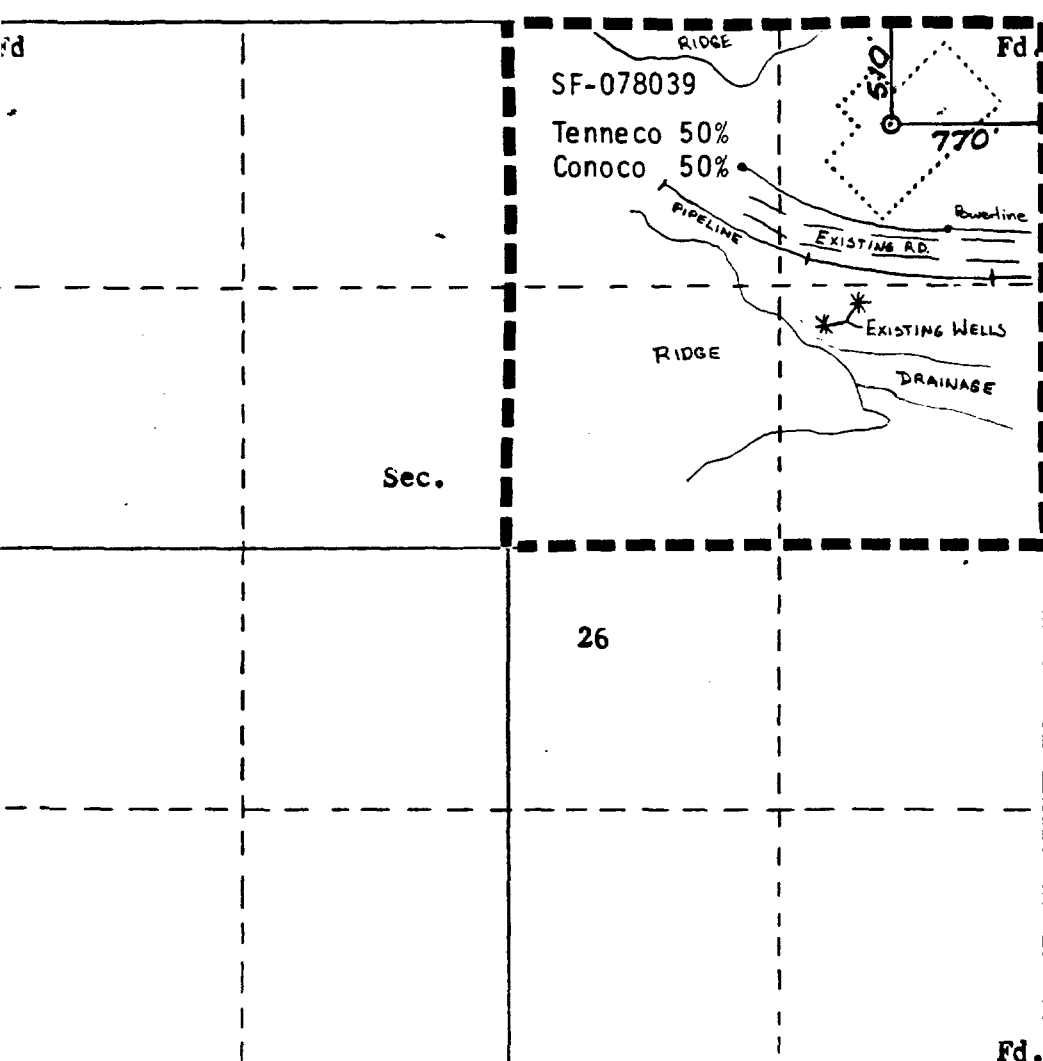 Fd
RIDGE
Fd.
SF-078039
510'
Tenneco 50%
770'
Conoco 50%
Powerline
PIPELINE
EXISTING RD.
EXISTING WELLS
RIDGE
DRAINAGE
Sec.
26
Fd.